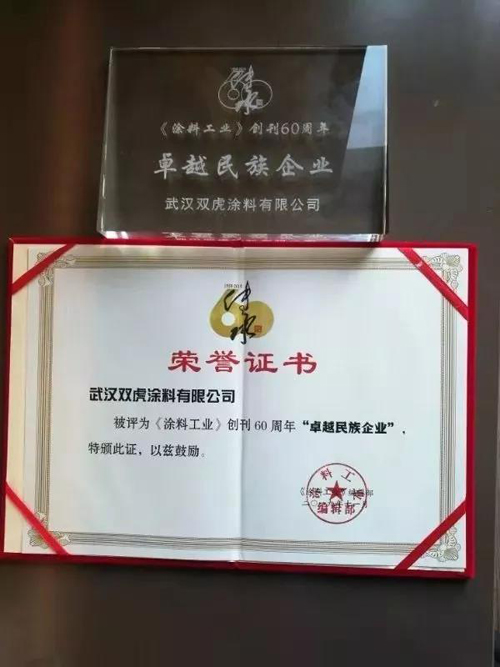 《涂料工业》创刊60周年
卓越民族企业
武汉双虎涂料有限公司
荣誉证书
武汉双虎涂料有限公司
被评为《涂料工业》创刊60周年“卓越民族企业”，
特颁此证，以兹鼓励。